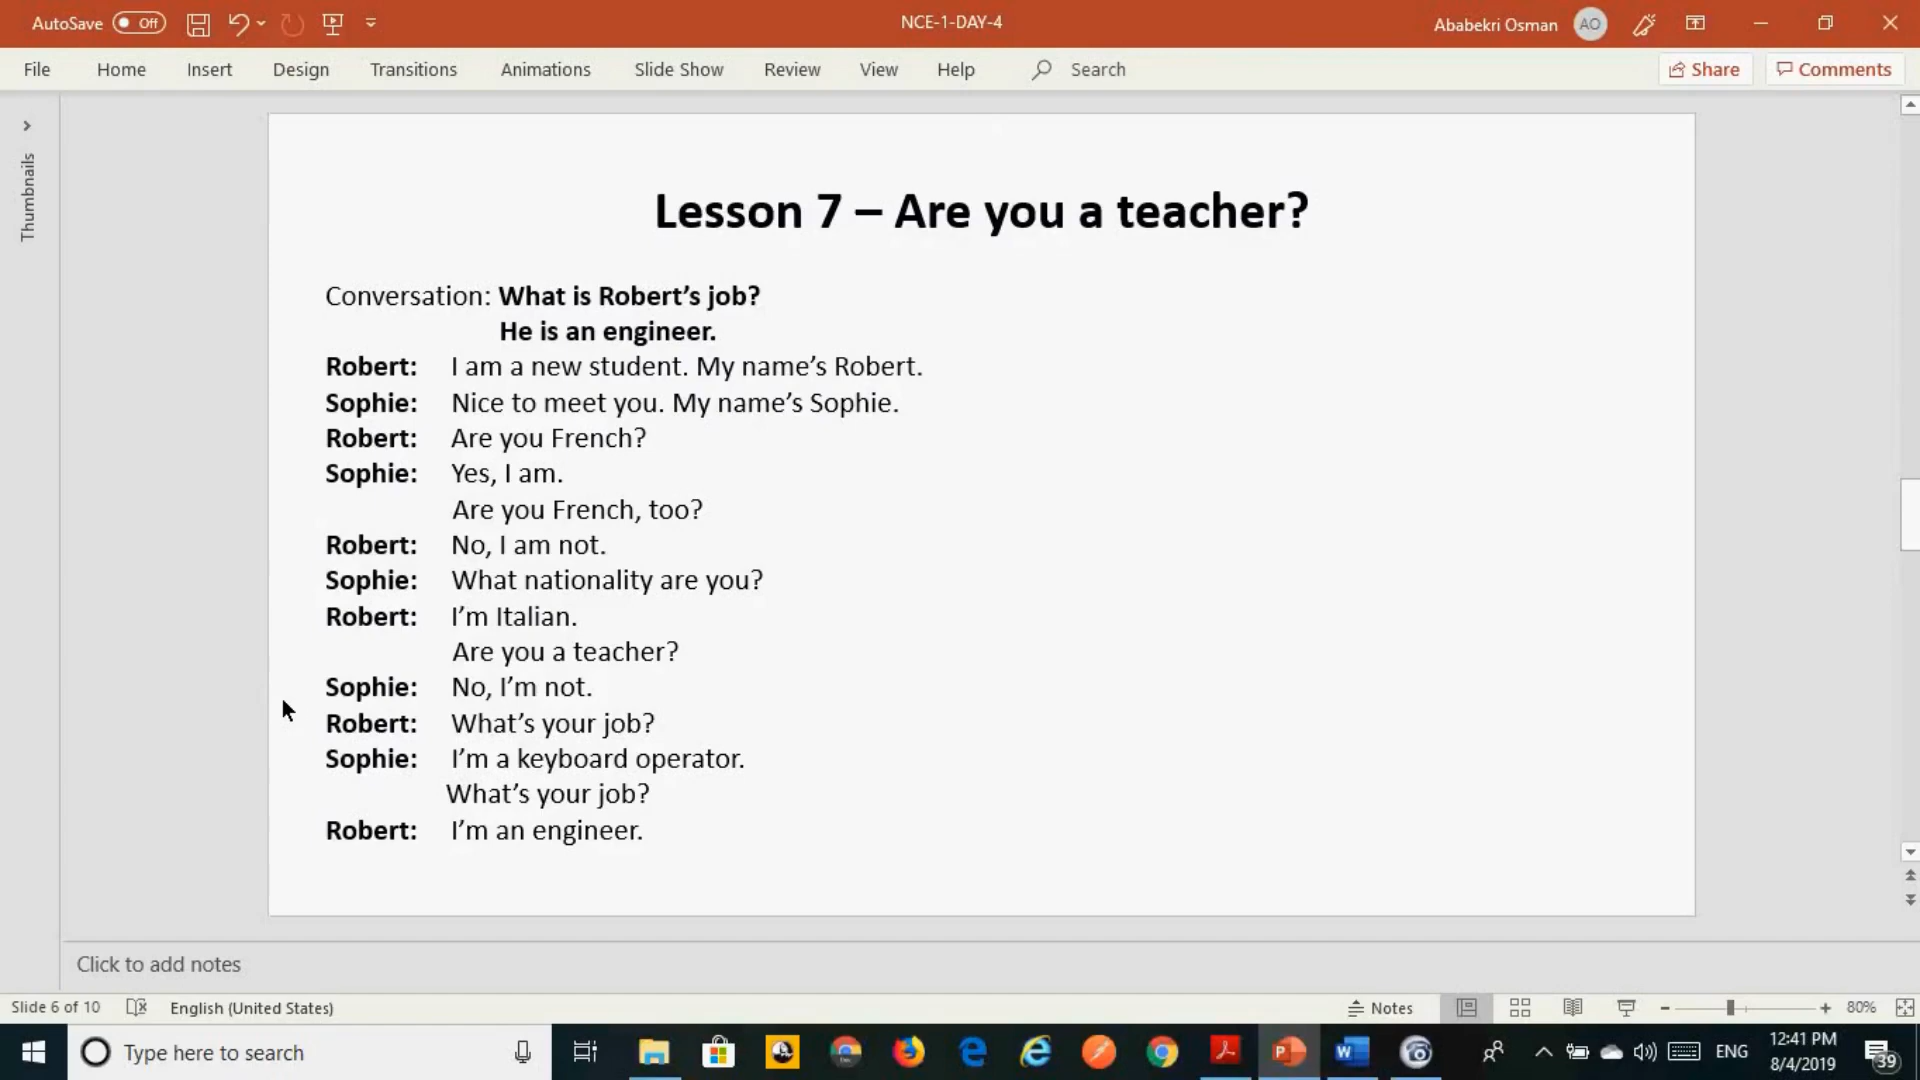 AutoSave Off
NCE-1-DAY-4
Ababekri Osman AO
File Home Insert Design Transitions Animations Slide Show Review View Help Search Share Comments
Thumbnails
Lesson 7 – Are you a teacher?
Conversation: What is Robert’s job?
He is an engineer.
Robert: I am a new student. My name’s Robert.
Sophie: Nice to meet you. My name’s Sophie.
Robert: Are you French?
Sophie: Yes, I am.
Are you French, too?
Robert: No, I am not.
Sophie: What nationality are you?
Robert: I’m Italian.
Are you a teacher?
Sophie: No, I’m not.
Robert: What’s your job?
Sophie: I’m a keyboard operator.
What’s your job?
Robert: I’m an engineer.
Click to add notes
Slide 6 of 10 English (United States) Notes 80%
Type here to search
ENG
12:41 PM
8/4/2019
39